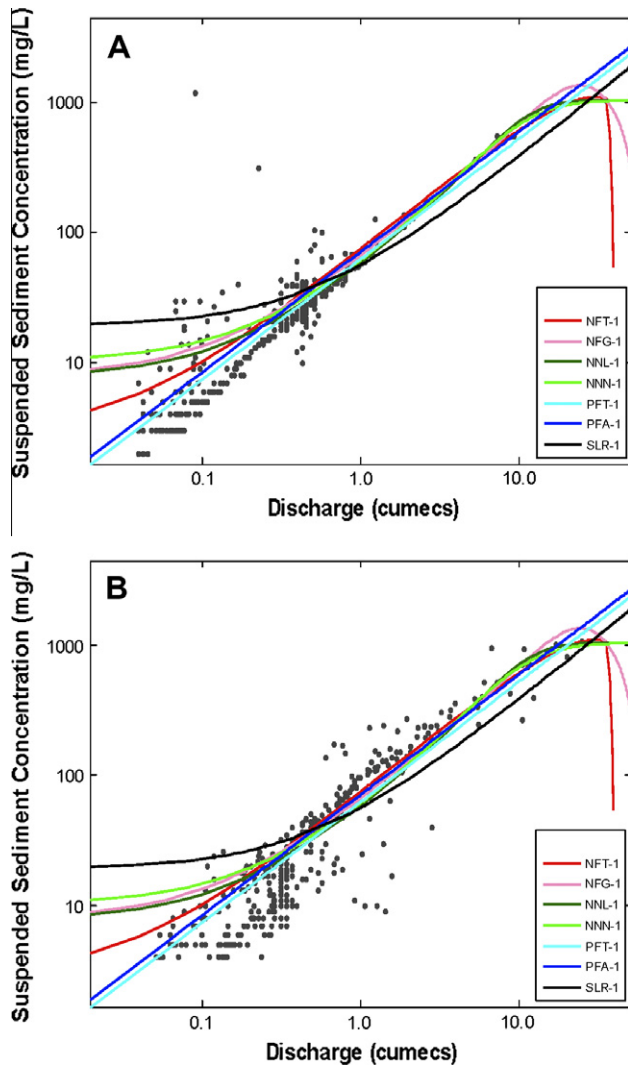 A
Suspended Sediment Concentration (mg/L)
1000
100
10
NFT-1
NFG-1
NNL-1
NNN-1
PFT-1
PFA-1
SLR-1
0.1
1.0
10.0
Discharge (cumecs)
B
Suspended Sediment Concentration (mg/L)
1000
100
10
NFT-1
NFG-1
NNL-1
NNN-1
PFT-1
PFA-1
SLR-1
0.1
1.0
10.0
Discharge (cumecs)